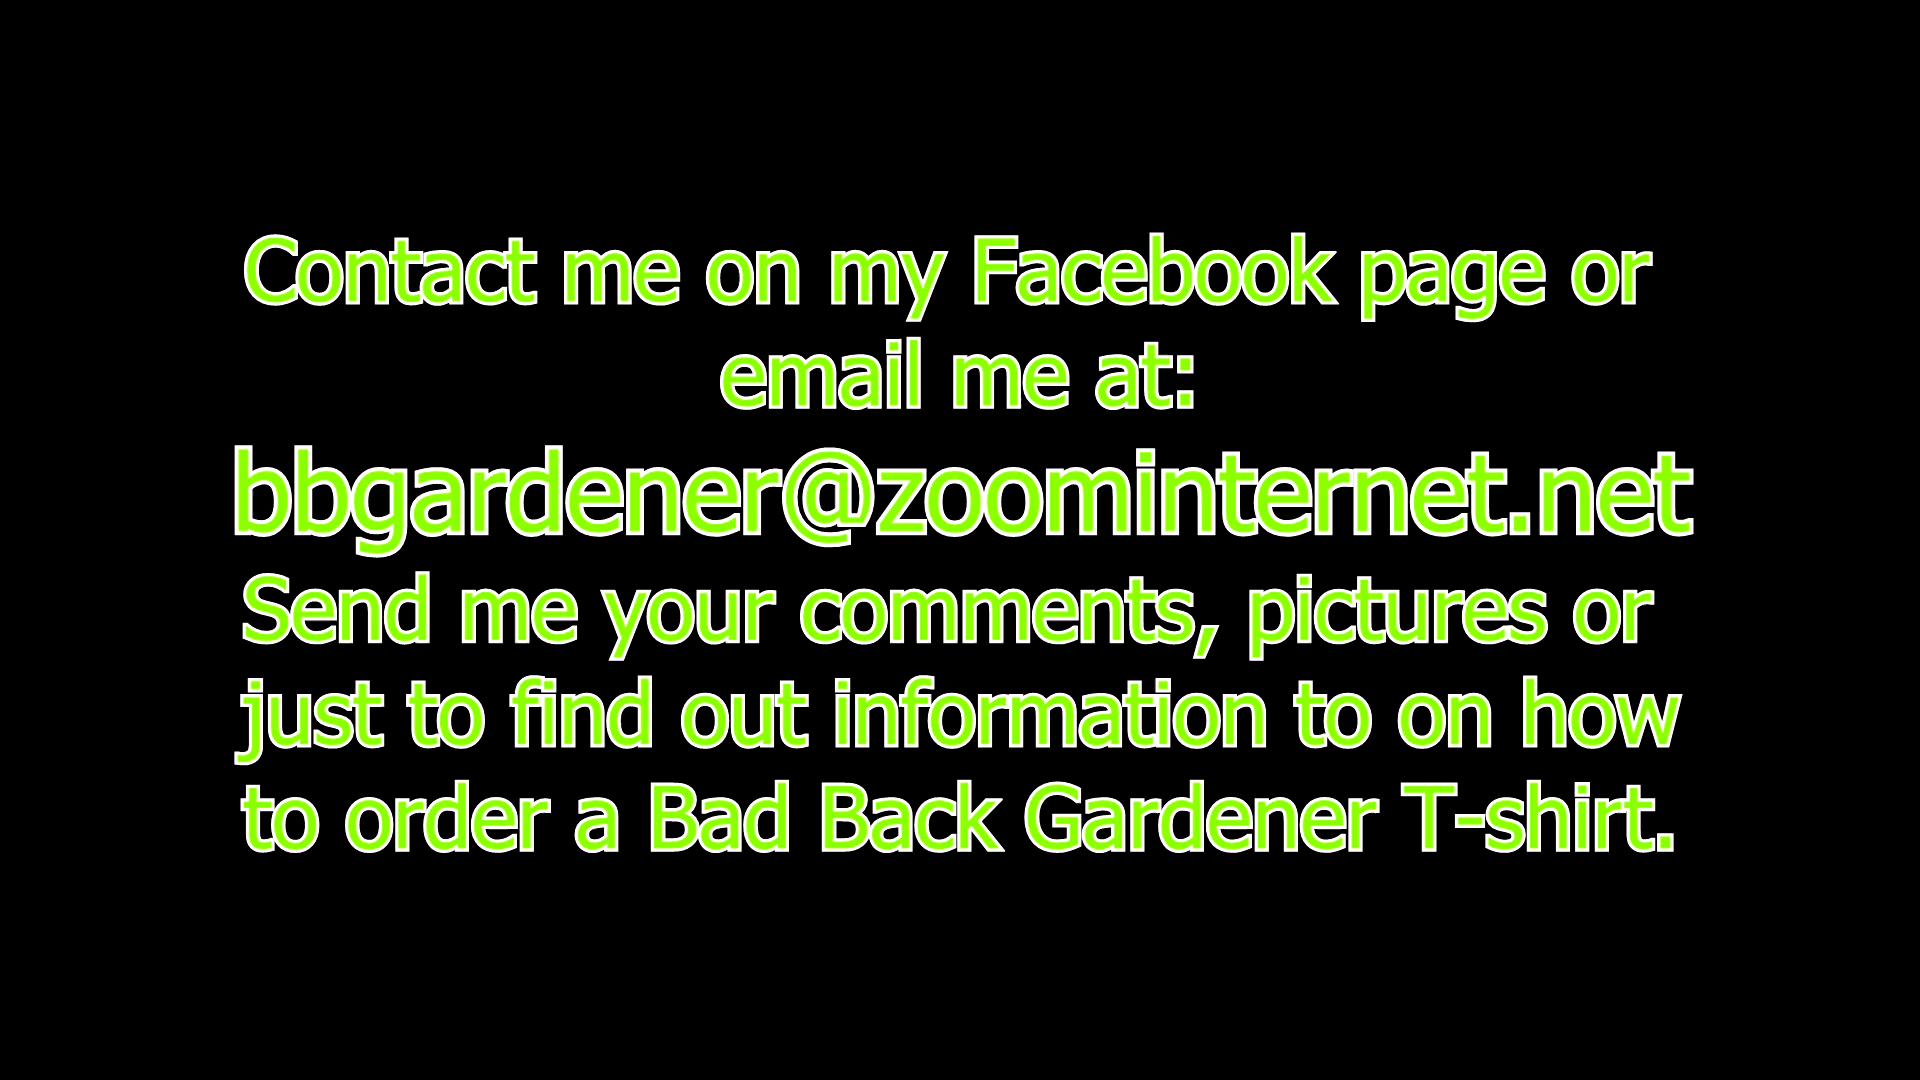 Contact me on my Facebook page or
email me at:
bbgardener@zoominternet.net
Send me your comments, pictures or
just to find out information to on how
to order a Bad Back Gardener T-shirt.